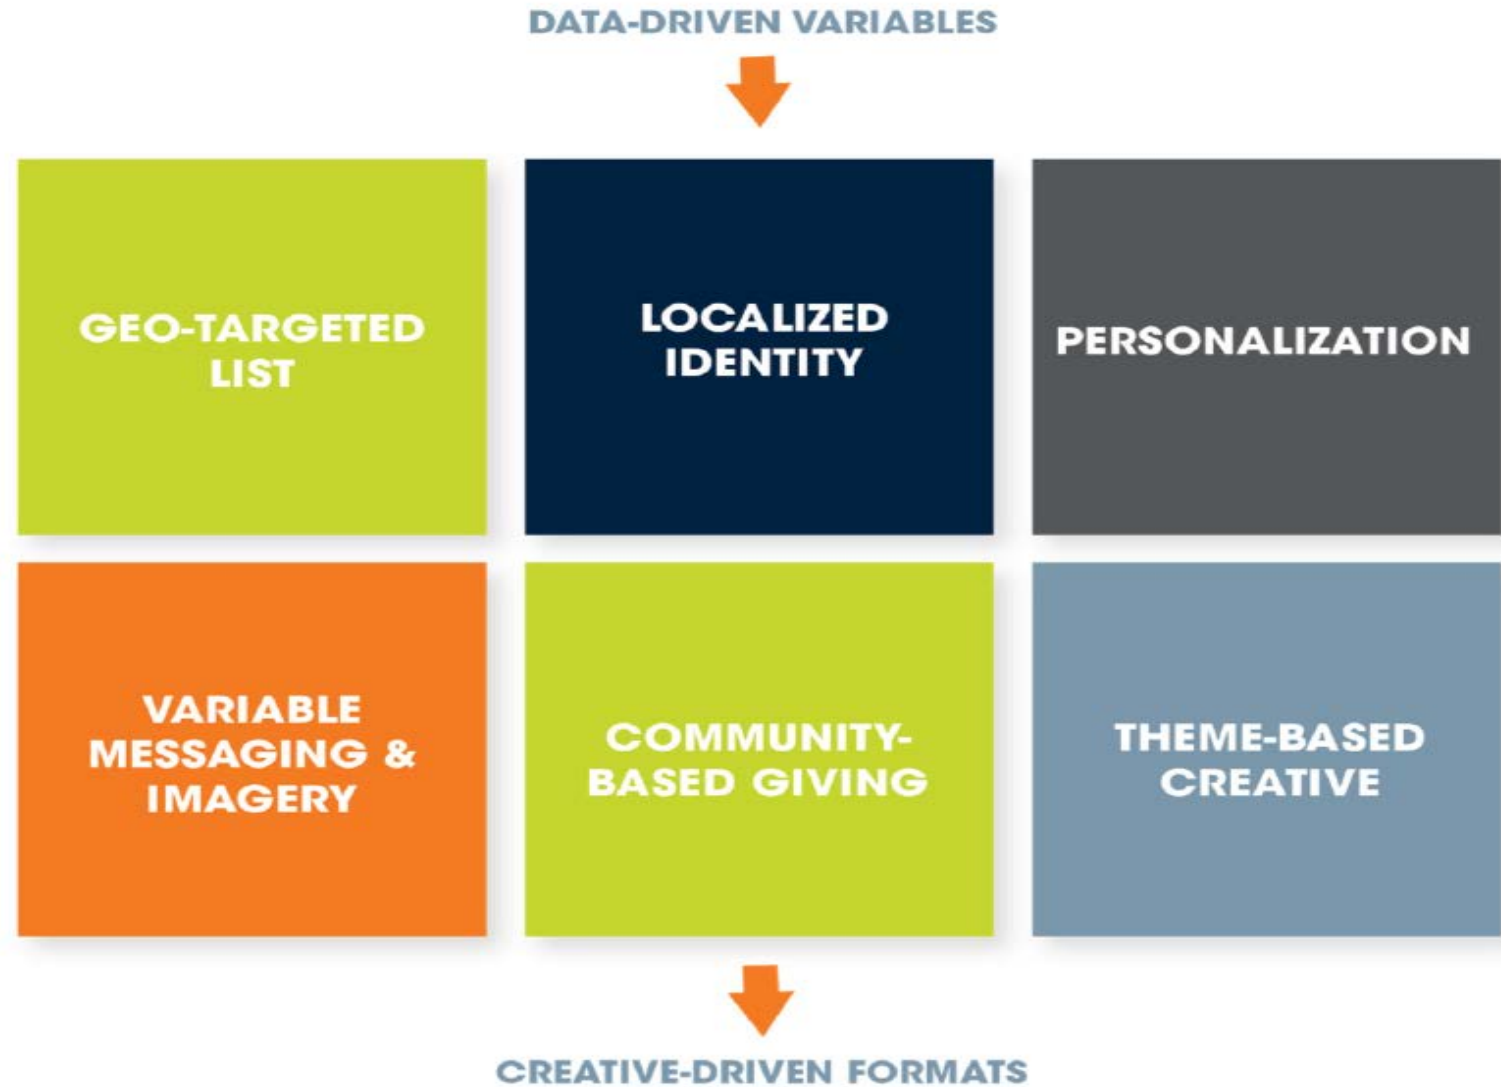 DATA-DRIVEN VARIABLES
GEO-TARGETED
LIST
LOCALIZED
IDENTITY
PERSONALIZATION
VARIABLE
MESSAGING &
IMAGERY
COMMUNITY-
BASED GIVING
THEME-BASED
CREATIVE
CREATIVE-DRIVEN FORMATS